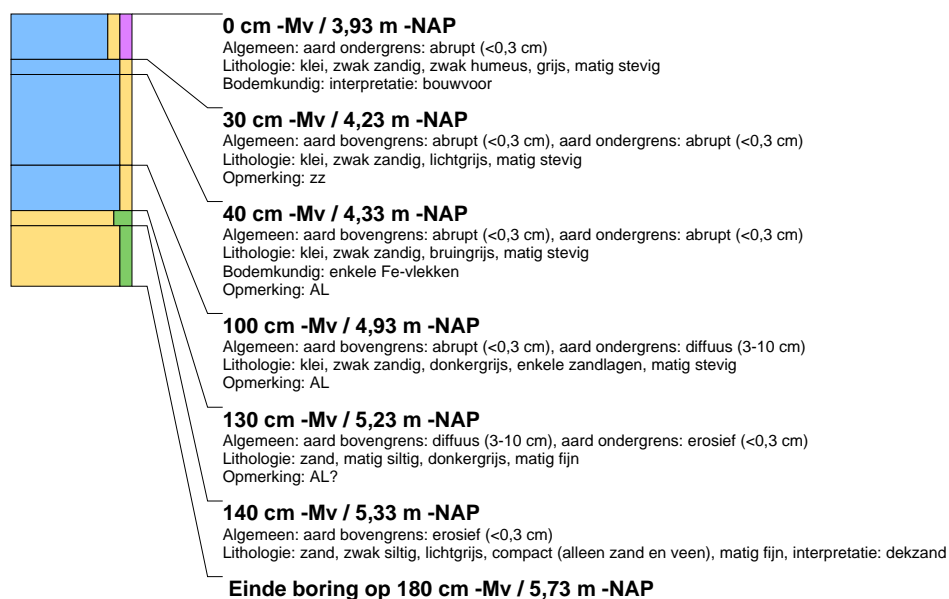 0 cm -Mv / 3,93 m -NAP
Algemeen: aard ondergrens: abrupt (<0,3 cm)
Lithologie: klei, zwak zandig, zwak humeus, grijs, matig stevig
Bodemkundig: interpretatie: bouwvoor
30 cm -Mv / 4,23 m -NAP
Algemeen: aard bovengrens: abrupt (<0,3 cm), aard ondergrens: abrupt (<0,3 cm)
Lithologie: klei, zwak zandig, lichtgrijs, matig stevig
Opmerking: zz
40 cm -Mv / 4,33 m -NAP
Algemeen: aard bovengrens: abrupt (<0,3 cm), aard ondergrens: abrupt (<0,3 cm)
Lithologie: klei, zwak zandig, bruingrijs, matig stevig
Bodemkundig: enkele Fe-vlekken
Opmerking: AL
100 cm -Mv / 4,93 m -NAP
Algemeen: aard bovengrens: abrupt (<0,3 cm), aard ondergrens: diffuus (3-10 cm)
Lithologie: klei, zwak zandig, donkergrijs, enkele zandlagen, matig stevig
Opmerking: AL
130 cm -Mv / 5,23 m -NAP
Algemeen: aard bovengrens: diffuus (3-10 cm), aard ondergrens: erosief (<0,3 cm)
Lithologie: zand, matig siltig, donkergrijs, matig fijn
Opmerking: AL?
140 cm -Mv / 5,33 m -NAP
Algemeen: aard bovengrens: erosief (<0,3 cm)
Lithologie: zand, zwak siltig, lichtgrijs, compact (alleen zand en veen), matig fijn, interpretatie: dekzand
Einde boring op 180 cm -Mv / 5,73 m -NAP